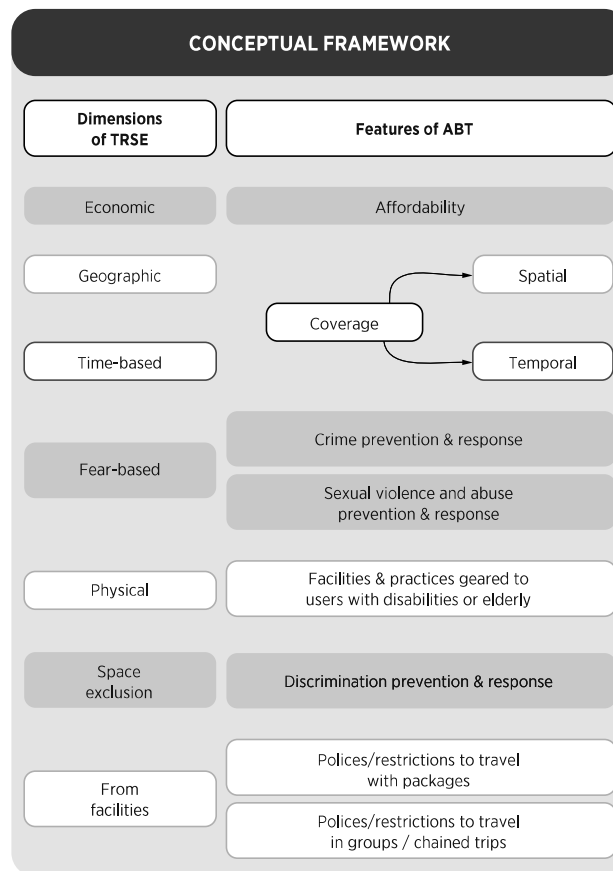 CONCEPTUAL FRAMEWORK
Dimensions
of TRSE
Features of ABT
Economic
Affordability
Geographic
Coverage
Spatial
Time-based
Temporal
Fear-based
Crime prevention & response
Sexual violence and abuse
prevention & response
Physical
Facilities & practices geared to
users with disabilities or elderly
Space
exclusion
Discrimination prevention & response
From
facilities
Polices/restrictions to travel
with packages
Polices/restrictions to travel
in groups / chained trips